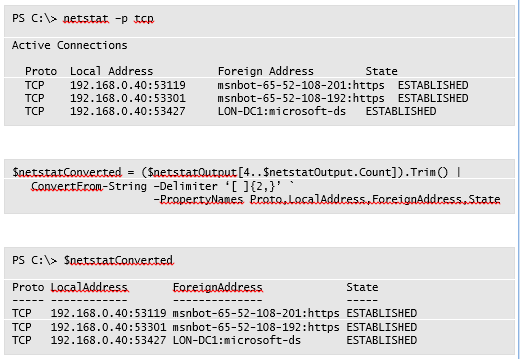 PS C:\> netstat –p tcp
Active Connections
Proto  Local Address          Foreign Address        State
TCP    192.168.0.40:53119     msnbot-65-52-108-201:https  ESTABLISHED
TCP    192.168.0.40:53301     msnbot-65-52-108-192:https  ESTABLISHED
TCP    192.168.0.40:53427     LON-DC1:microsoft-ds   ESTABLISHED
$netstatConverted = ($netstatOutput[4..$netstatOutput.Count]).Trim() |
ConvertFrom-String –Delimiter ‘[ ]{2,}’ `
–PropertyNames Proto,LocalAddress,ForeignAddress,State
PS C:\> $netstatConverted
Proto LocalAddress       ForeignAddress             State
----- ------------       --------------             -----
TCP   192.168.0.40:53119 msnbot-65-52-108-201:https ESTABLISHED
TCP   192.168.0.40:53301 msnbot-65-52-108-192:https ESTABLISHED
TCP   192.168.0.40:53427 LON-DC1:microsoft-ds       ESTABLISHED